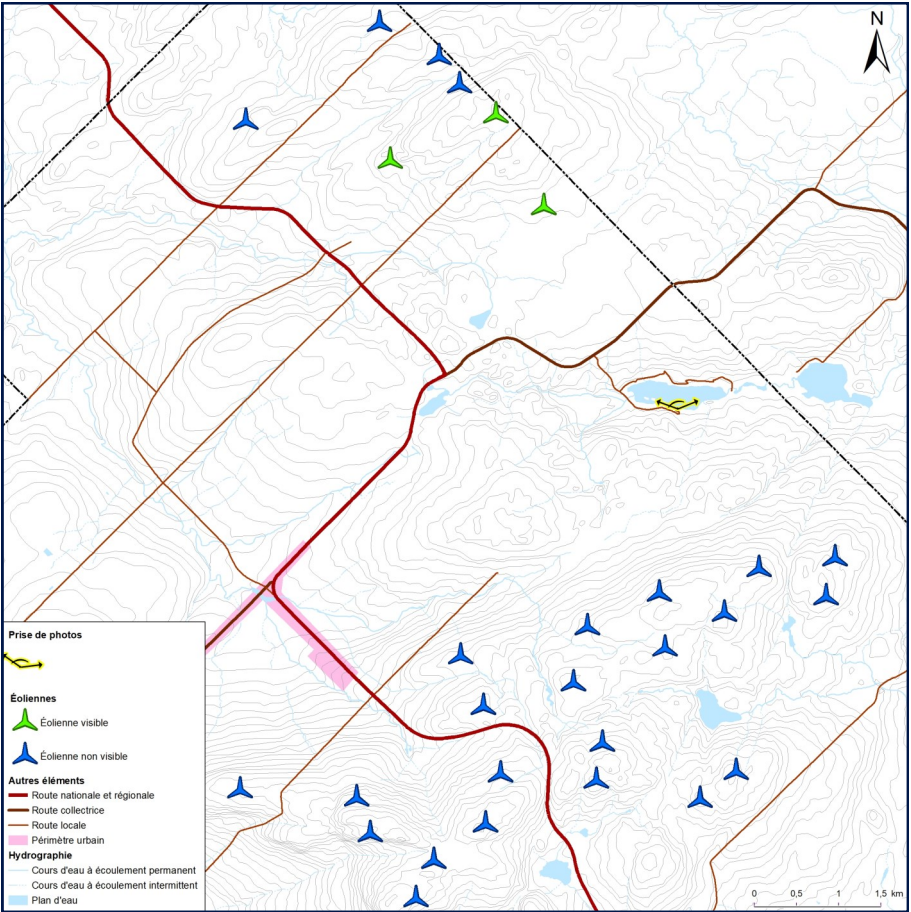 N
Prise de photos
Éoliennes
Éolienne visible
Éolienne non visible
Autres éléments
Route nationale et régionale
Route collectrice
Route locale
Périmètre urbain
Hydrographie
Cours d'eau à écoulement permanent
Cours d'eau à écoulement intermittent
Plan d'eau
0 0,5 1 1,5 km